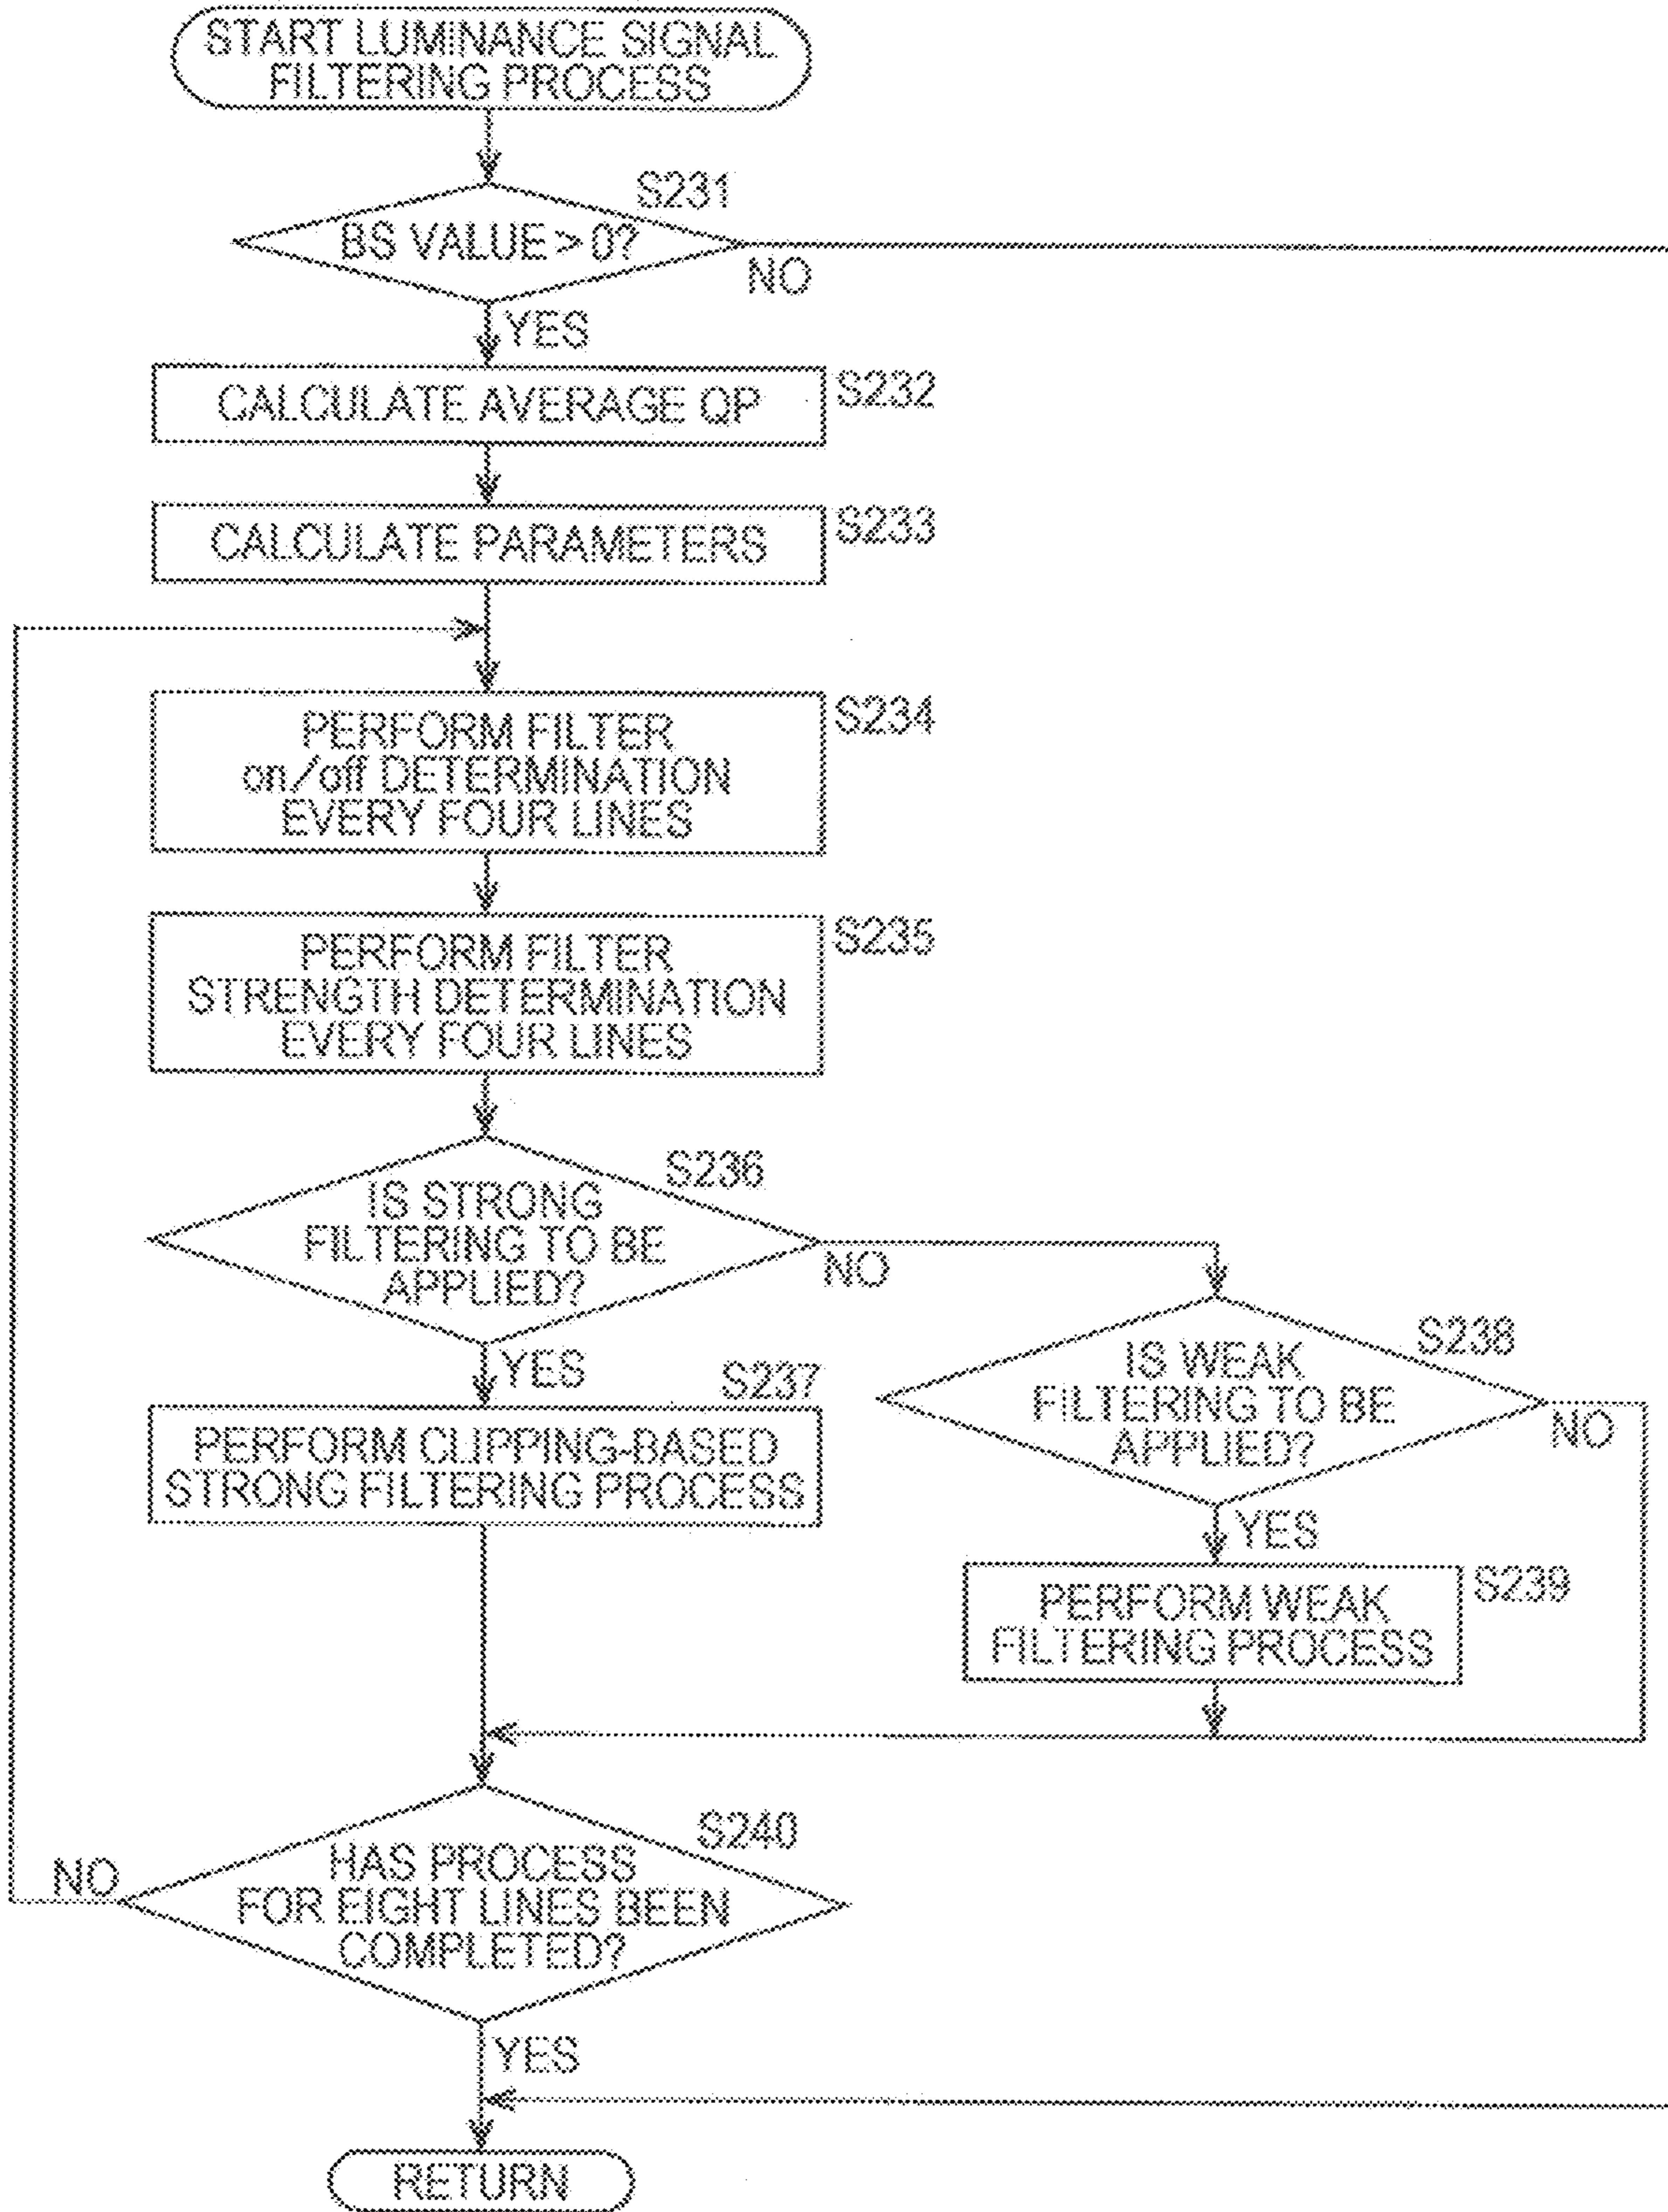 START LUMINANCE SIGNAL
FILTERING PROCESS
S231
BS VALUE > 0?
NO
YES
CALCULATE AVERAGE QP
S232
CALCULATE PARAMETERS
S233
PERFORM FILTER
on/off DETERMINATION
EVERY FOUR LINES
S234
PERFORM FILTER
STRENGTH DETERMINATION
EVERY FOUR LINES
S235
S236
IS STRONG
FILTERING TO BE
APPLIED?
NO
YES
S237
PERFORM CLIPPING-BASED
STRONG FILTERING PROCESS
S238
IS WEAK
FILTERING TO BE
APPLIED?
NO
YES
PERFORM WEAK
FILTERING PROCESS
S239
S240
HAS PROCESS
FOR EIGHT LINES BEEN
COMPLETED?
NO
YES
RETURN